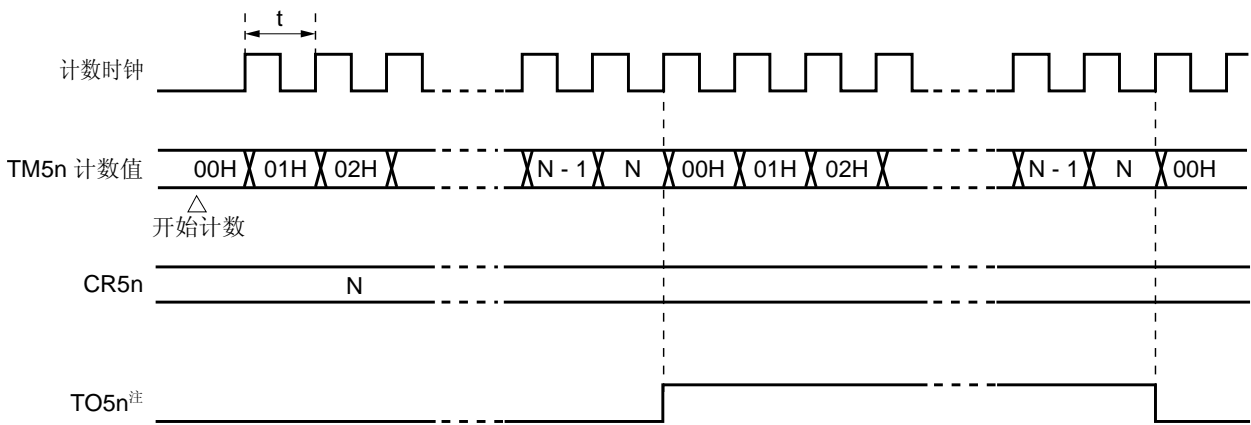 t
计数时钟
TM5n 计数值 00H 01H 02H N - 1 N 00H 01H 02H N - 1 N 00H
开始计数
CR5n N
TO5n注